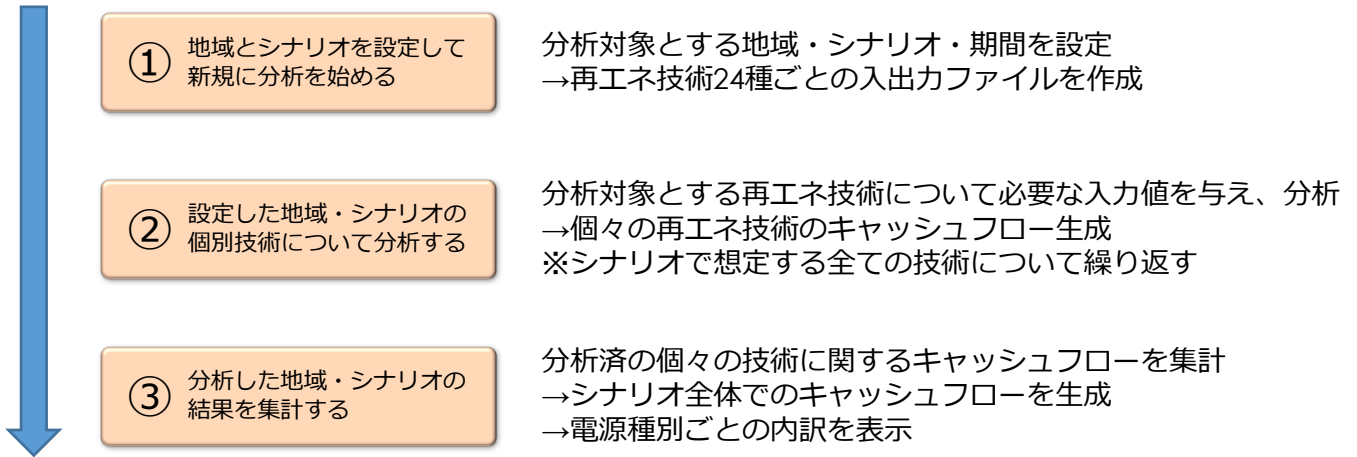 ①
地域とシナリオを設定して
新規に分析を始める
分析対象とする地域・シナリオ・期間を設定
→再エネ技術24種ごとの入出力ファイルを作成
②
設定した地域・シナリオの
個別技術について分析する
分析対象とする再エネ技術について必要な入力値を与え、分析
→個々の再エネ技術のキャッシュフロー生成
※シナリオで想定する全ての技術について繰り返す
③
分析した地域・シナリオの
結果を集計する
分析済の個々の技術に関するキャッシュフローを集計
→シナリオ全体でのキャッシュフローを生成
→電源種別ごとの内訳を表示